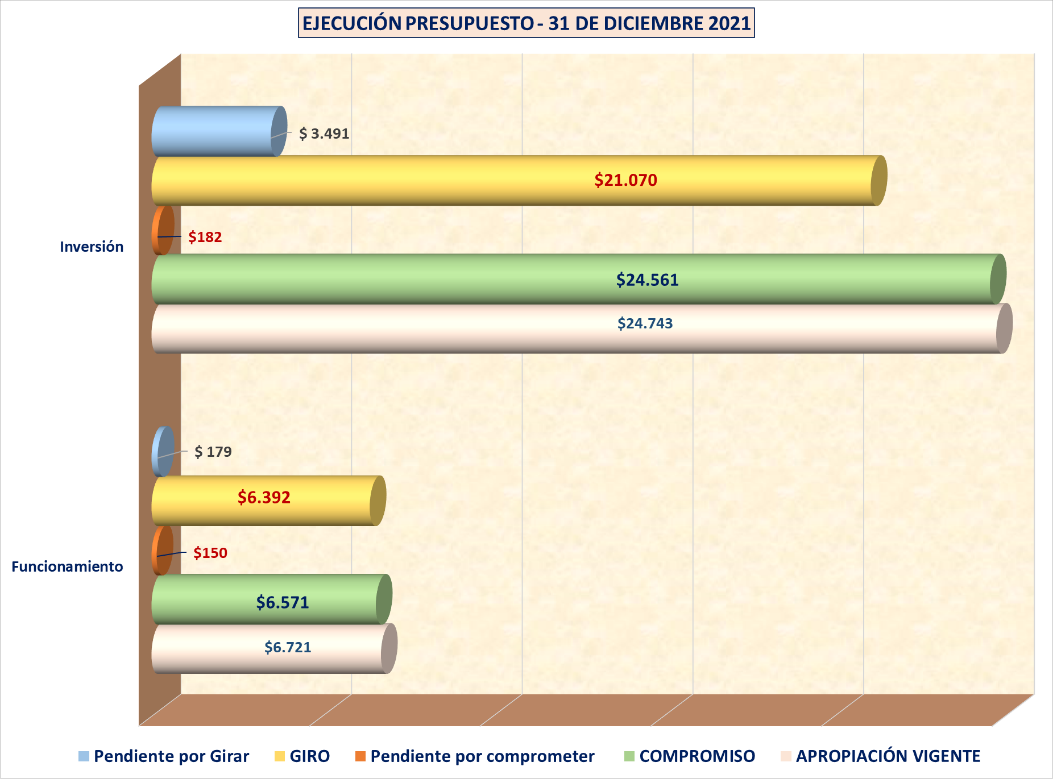 EJECUCIÓN PRESUPUESTO - 31 DE DICIEMBRE 2021
$ 3.491
$21.070
$182
Inversión
$24.561
$24.743
$ 179
$6.392
$150
Funcionamiento
$6.571
$6.721
Pendiente por Girar GIRO Pendiente por comprometer COMPROMISO APROPIACIÓN VIGENTE